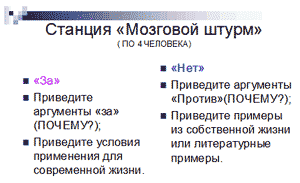 Станция «Мозговой штурм»
( ПО 4 ЧЕЛОВЕКА)
«За»
Приведите
аргументы «за»
(ПОЧЕМУ?);
Приведите условия
применения для
современной жизни.
«Нет»
Приведите аргументы
«Против»(ПОЧЕМУ?);
Приведите примеры
из собственной жизни
или литературные
примеры.